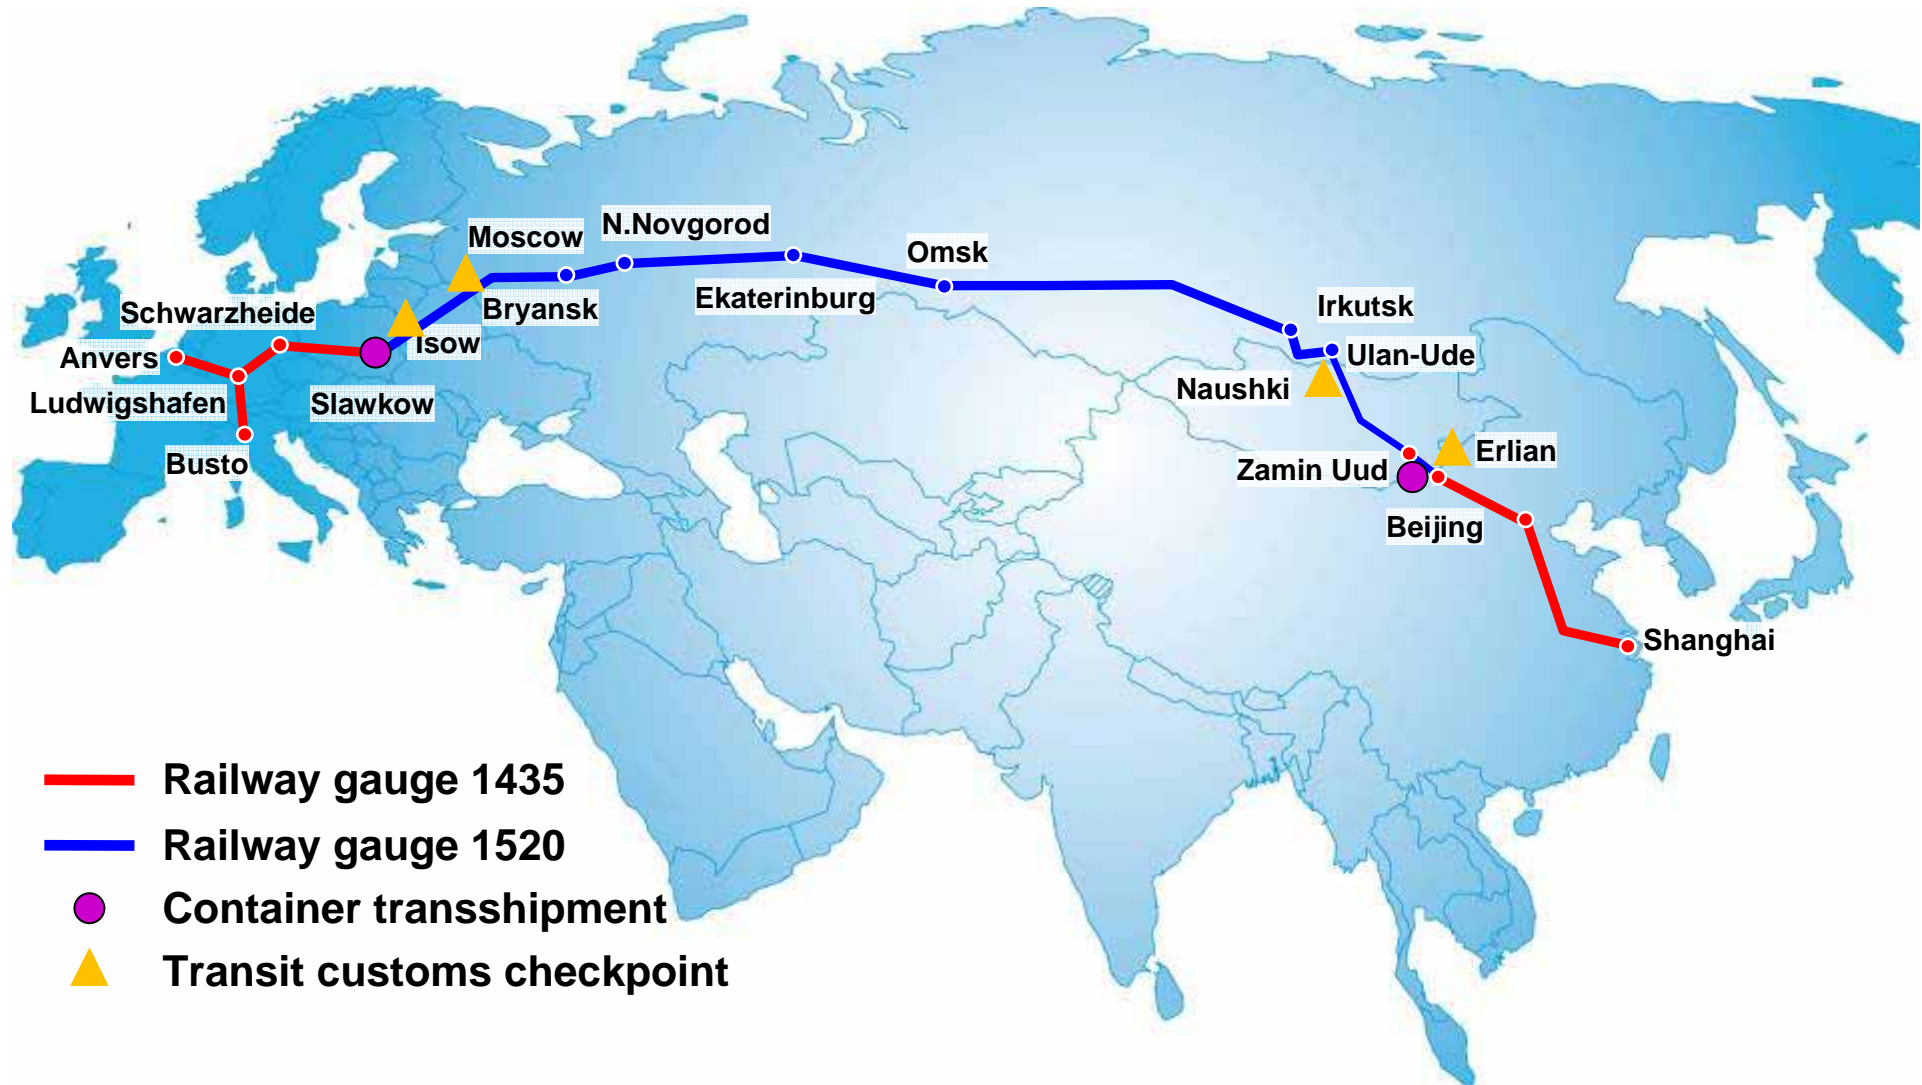 N.Novgorod
Moscow
Omsk
Ekaterinburg
Bryansk
Irkutsk
Schwarzheide
Isow
Ulan-Ude
Anvers
Naushki
Ludwigshafen
Slawkow
Erlian
Busto
Zamin Uud
Beijing
Shanghai
Railway gauge 1435
Railway gauge 1520
Container transshipment
Transit customs checkpoint